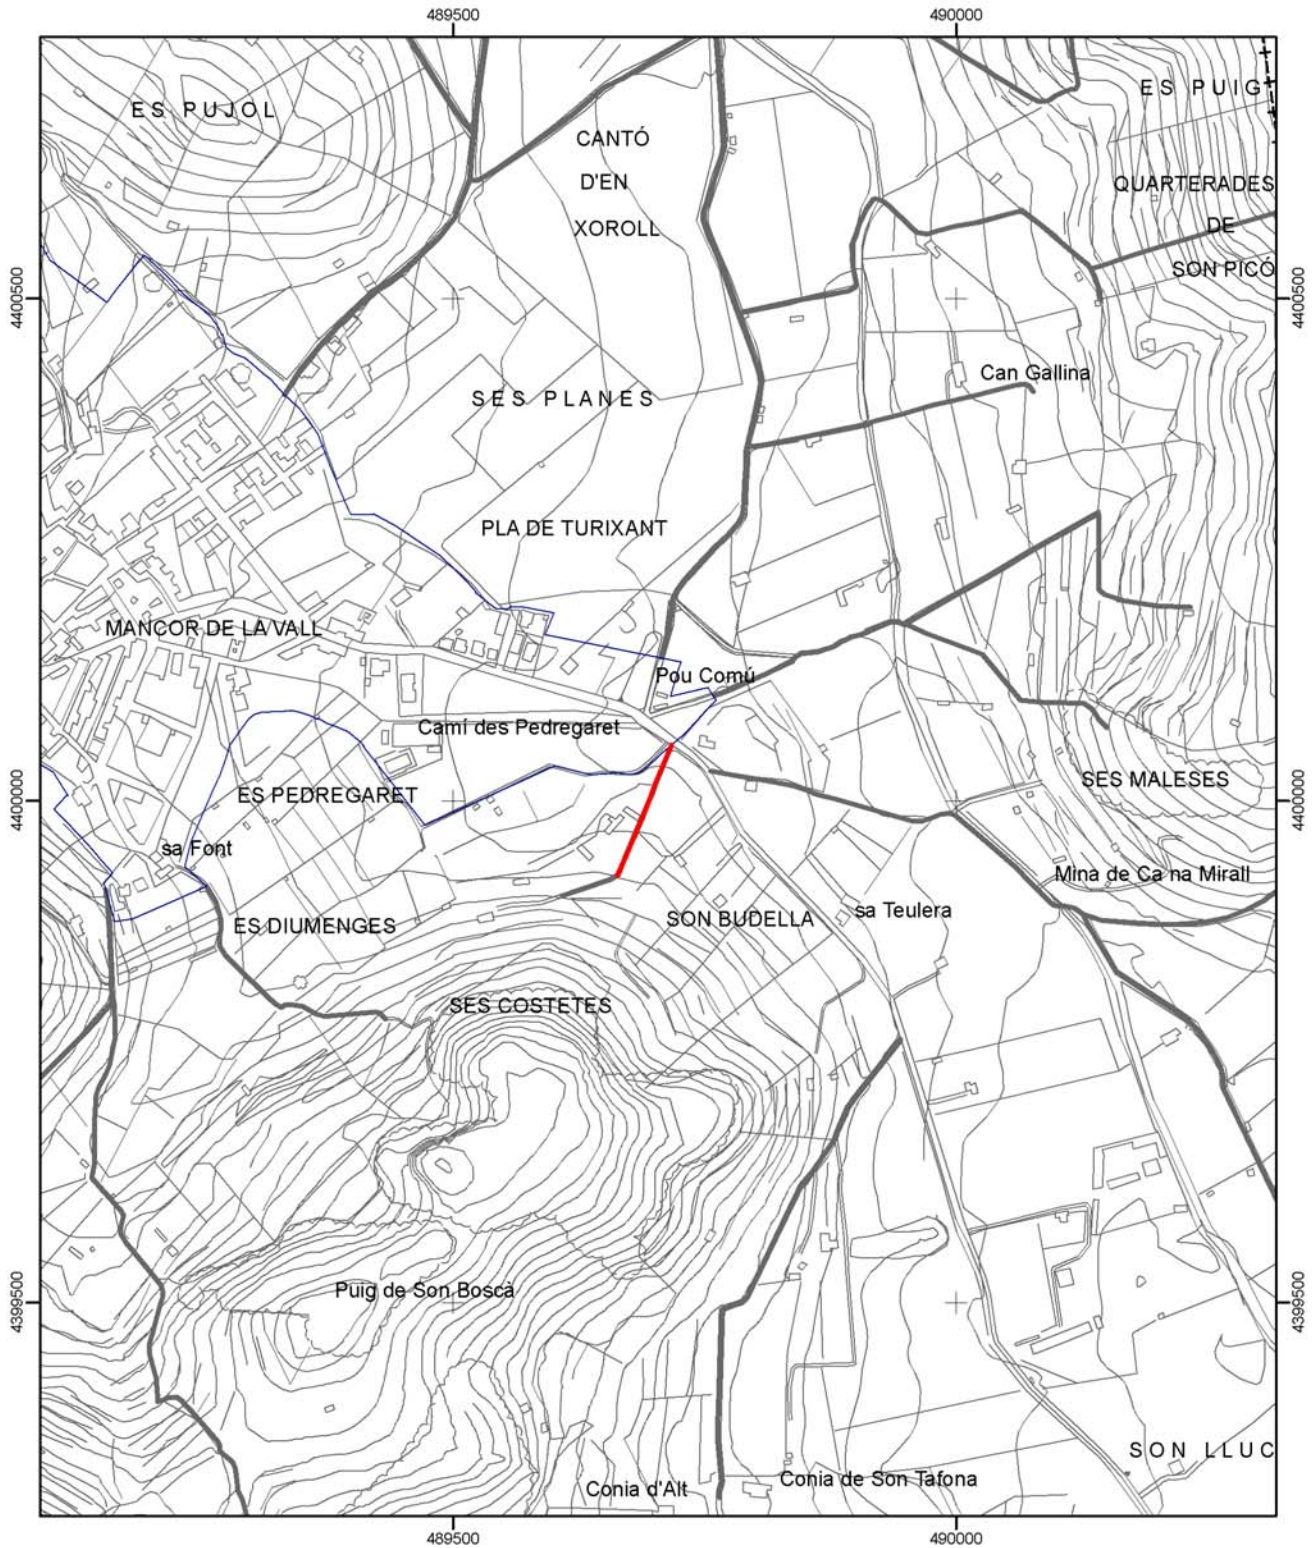 489500
490000
ES PUJOL
ES PUIG
CANTÓ
D'EN
XOROLL
QUARTERADES
DE
SON PICÓ
4400500
4400500
Can Gallina
SES PLANES
PLA DE TURIXANT
MANCOR DE LA VALL
Pou Comú
Camí des Pedregaret
ES PEDREGARET
SES MALESES
4400000
4400000
sa Font
Mina de Ca na Mirall
ES DIUMENGES
SON BUDELLA
sa Teulera
SES COSTETES
Puig de Son Boscà
4399500
4399500
SON LLUC
Conia d'Alt
Conia de Son Tafona
489500
490000